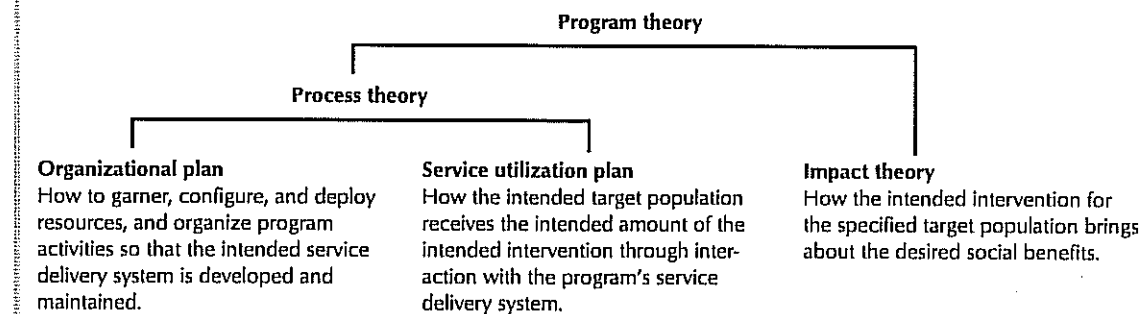 Program theory
Process theory
Organizational plan
How to garner, configure, and deploy
resources, and organize program
activities so that the intended service
delivery system is developed and
maintained.
Service utilization plan
How the intended target population
receives the intended amount of the
intended intervention through inter-
action with the program's service
delivery system.
Impact theory
How the intended intervention for
the specified target population brings
about the desired social benefits.